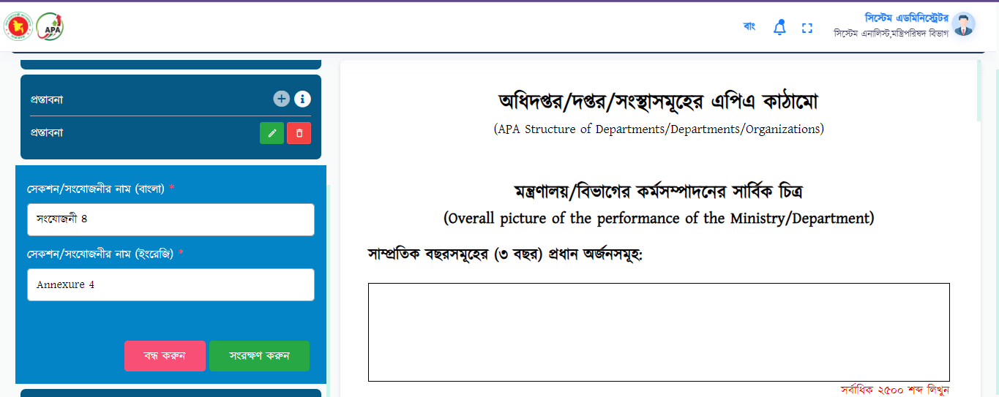 APA
বাং
সিস্টেম এডমিনিস্ট্রেটর
সিস্টেম এনালিস্ট,মন্ত্রিপরিষদ বিভাগ
প্রস্তাবনা
প্রস্তাবনা
সেকশন/সংযোজনীর নাম (বাংলা) *
সংযোজনী ৪
সেকশন/সংযোজনীর নাম (ইংরেজি) *
Annexure 4
বন্ধ করুন
সংরক্ষণ করুন
অধিদপ্তর/দপ্তর/সংস্থাসমূহের এপিএ কাঠামো
(APA Structure of Departments/Departments/Organizations)
মন্ত্রণালয়/বিভাগের কর্মসম্পাদনের সার্বিক চিত্র
(Overall picture of the performance of the Ministry/Department)
সাম্প্রতিক বছরসমূহের (৩ বছর) প্রধান অর্জনসমূহ:
সর্বাধিক ২৫০০ শব্দ লিখুন